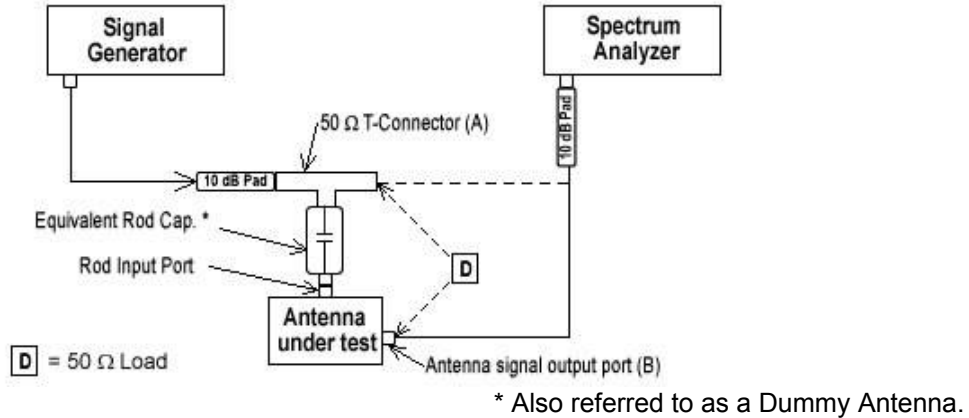 Signal
Generator
Spectrum
Analyzer
10 dB Pad
50 Ω T-Connector (A)
10 dB Pad
Equivalent Rod Cap. *
Rod Input Port
D
Antenna
under test
D = 50 Ω Load
Antenna signal output port (B)
* Also referred to as a Dummy Antenna.